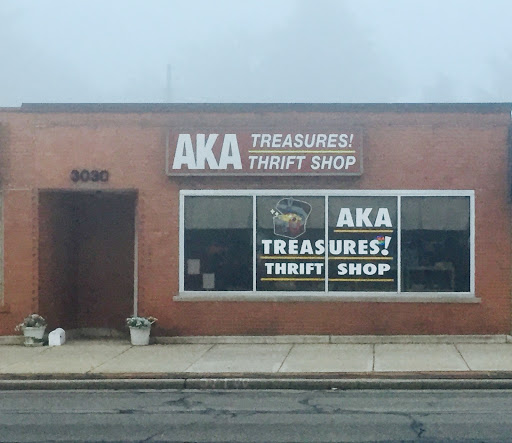 AKA TREASURES!
THRIFT SHOP
3030
AKA
TREASURES!
THRIFT SHOP